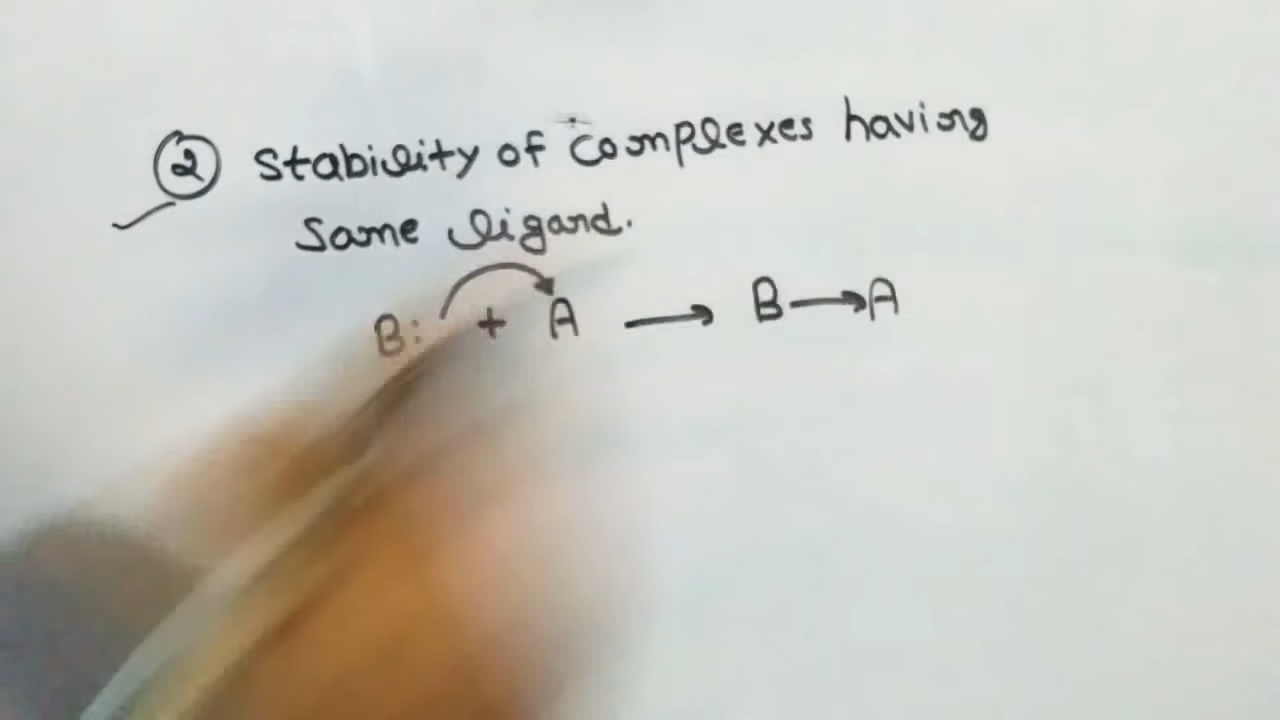 ② Stability of complexes having
Same ligand.
B: + A ⟶ B⟶A